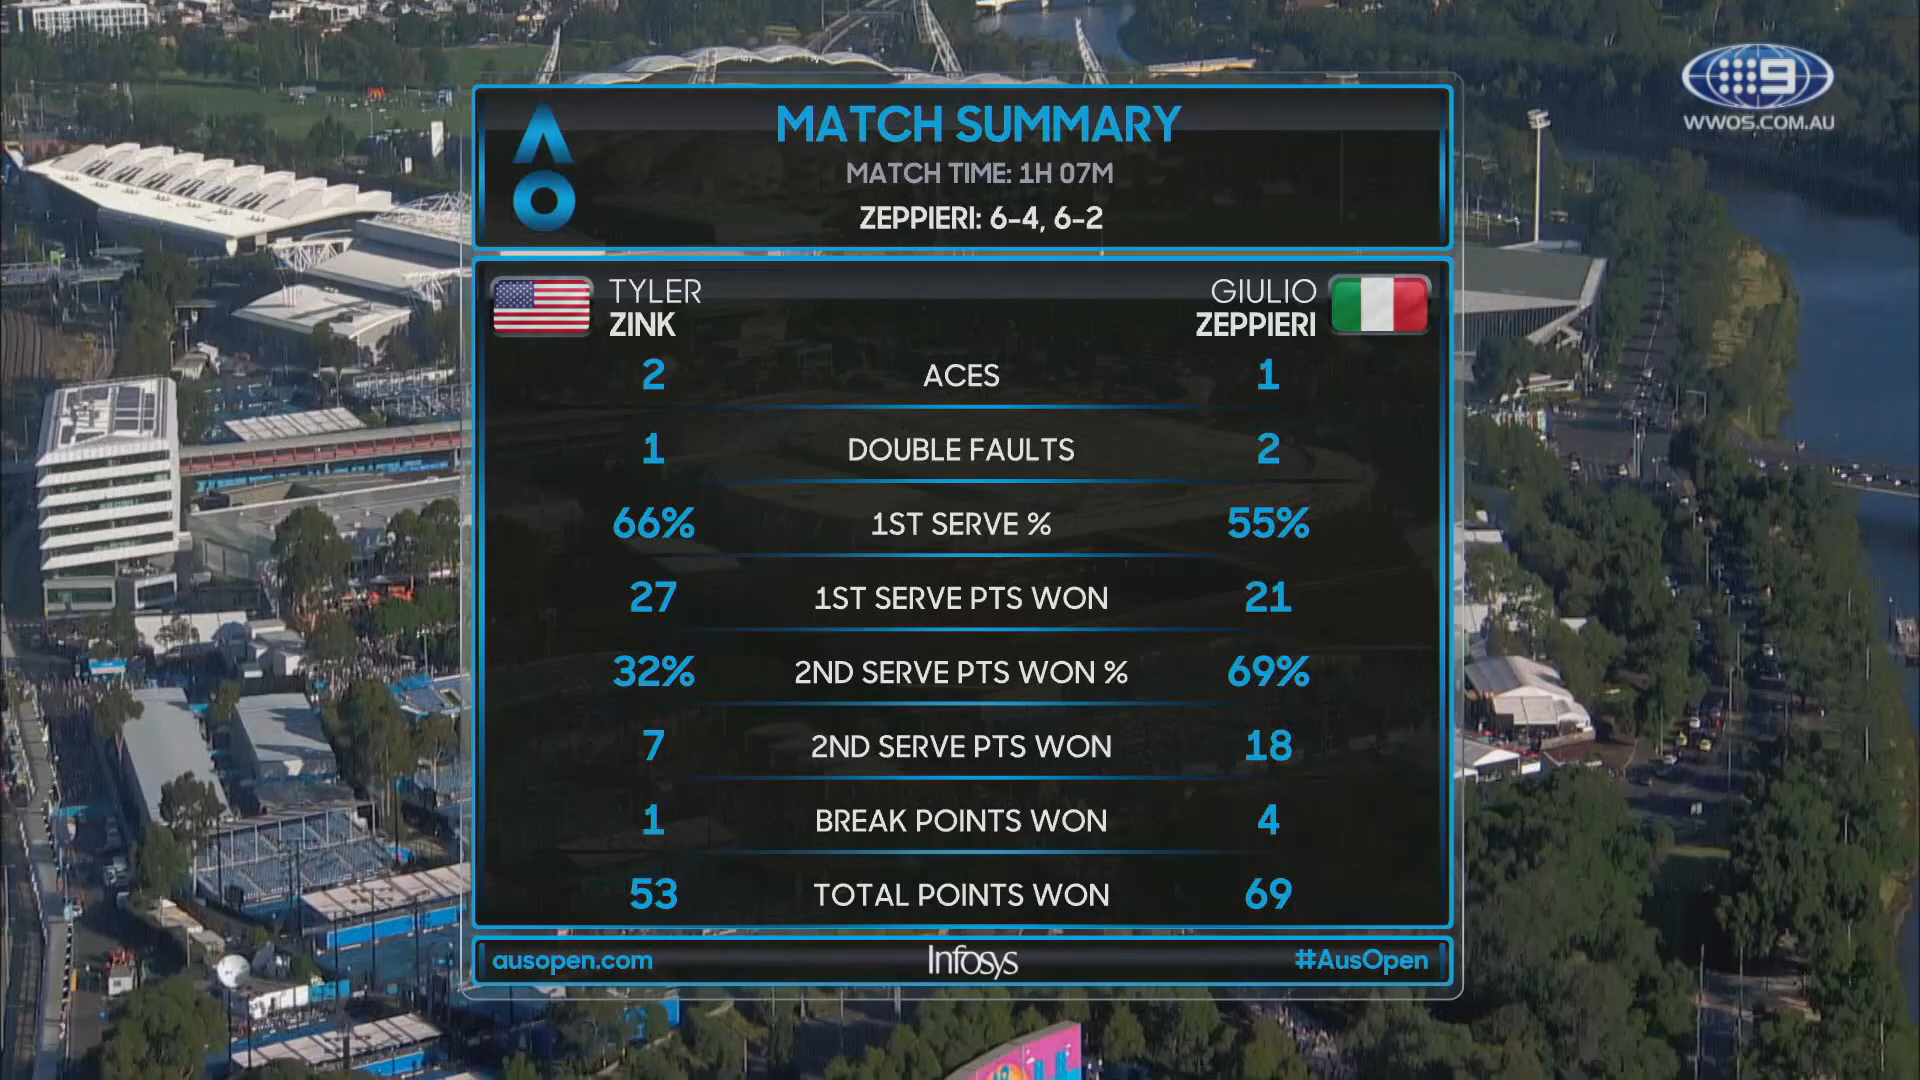 9
WWOS.COM.AU
AO
MATCH SUMMARY
MATCH TIME: 1H 07M
ZEPPIERI: 6-4, 6-2
TYLER ZINK
GIULIO ZEPPIERI
2 ACES 1
1 DOUBLE FAULTS 2
66% 1ST SERVE % 55%
27 1ST SERVE PTS WON 21
32% 2ND SERVE PTS WON % 69%
7 2ND SERVE PTS WON 18
1 BREAK POINTS WON 4
53 TOTAL POINTS WON 69
ausopen.com Infosys #AusOpen